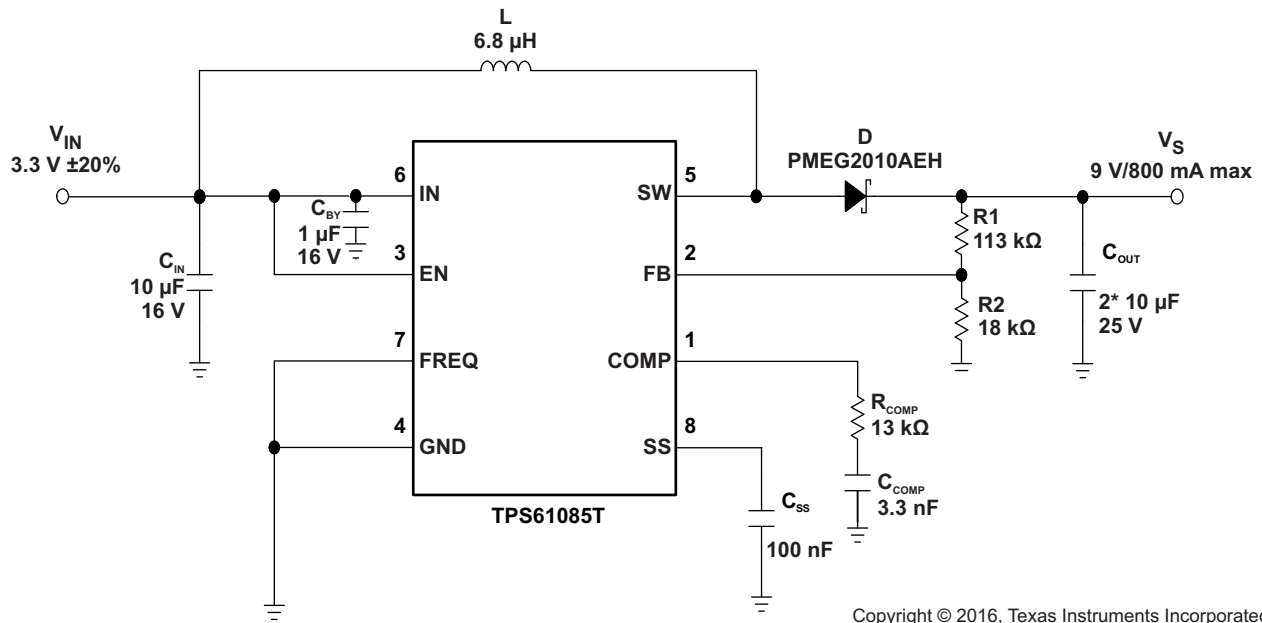 L
6.8 µH
V_IN
3.3 V ±20%
D
PMEG2010AEH
V_S
9 V/800 mA max
6
IN
SW
5
C_BY
1 µF
16 V
R1
113 kΩ
C_IN
10 µF
16 V
3
EN
FB
2
C_OUT
2* 10 µF
25 V
R2
18 kΩ
7
FREQ
COMP
1
R_COMP
13 kΩ
4
GND
SS
8
C_COMP
3.3 nF
C_SS
100 nF
TPS61085T
Copyright © 2016, Texas Instruments Incorporated